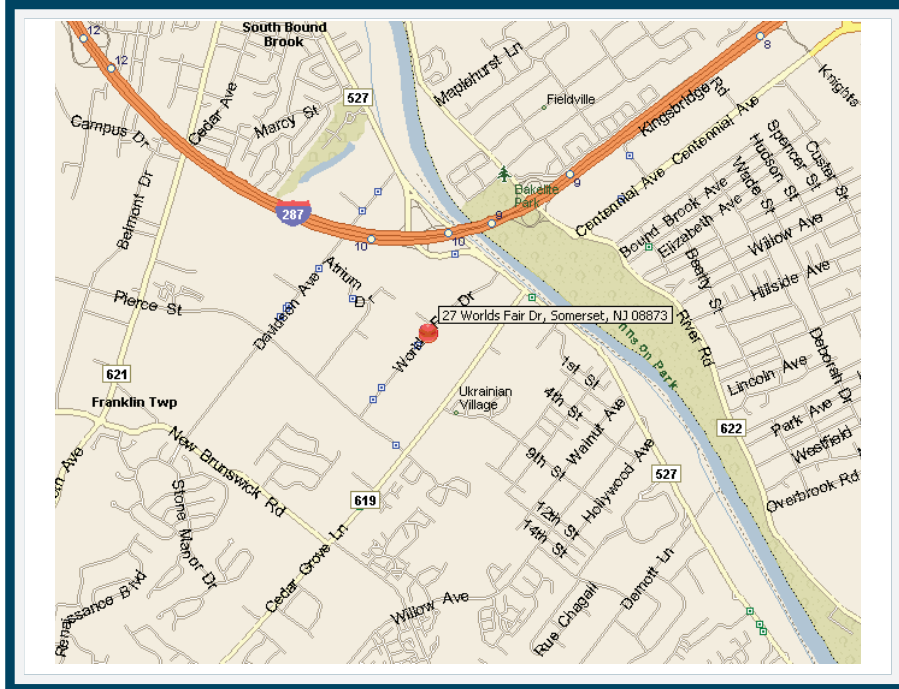 12
South Bound
Brook
8
12
Maplehurst Ln
Knights
Cedar Ave
527
Fieldville
Kingsbridge Rd
Marcy St
Campus Dr
Centennial Ave
Centennial Ave
Spencer St
Custer St
Hudson St
Wade St
9
Bakelite
Park
Belmont Dr
287
9
Bound Brook Ave
Elizabeth Ave
10
10
Willow Ave
Beatty St
Hillside Ave
Atrium Dr
Pierce St
Davidson Ave
27 Worlds Fair Dr, Somerset, NJ 08873
River Rd
Deborah Dr
621
1st St
Lincoln Ave
Franklin Twp
Ukrainian
Village
4th St
Walnut Ave
622
Park Ave
New Brunswick Rd
9th St
Hollywood Ave
527
Westfield
Stone Manor Dr
619
12th St
14th St
Overbrook Rd
Cedar Grove Ln
Demott Ln
Renaissance Blvd
Willow Ave
Rue Chagall